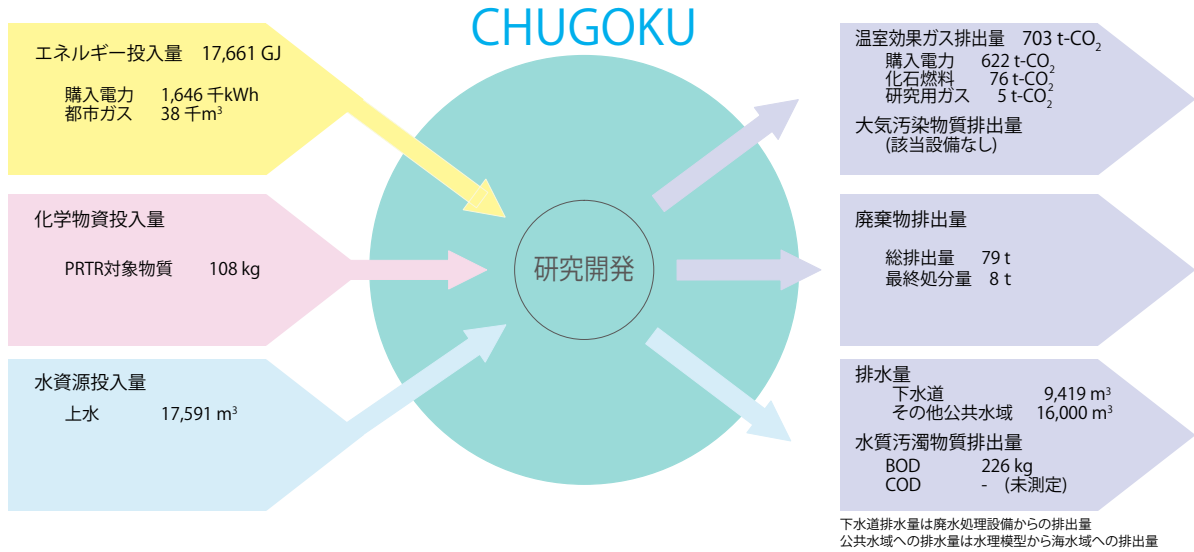 CHUGOKU
エネルギー投入量 17,661 GJ
購入電力 1,646 千kWh
都市ガス 38 千m³
化学物資投入量
PRTR対象物質 108 kg
水資源投入量
上水 17,591 m³
研究開発
温室効果ガス排出量 703 t-CO₂
購入電力 622 t-CO₂
化石燃料 76 t-CO₂
研究用ガス 5 t-CO₂
大気汚染物質排出量
(該当設備なし)
廃棄物排出量
総排出量 79 t
最終処分量 8 t
排水量
下水道 9,419 m³
その他公共水域 16,000 m³
水質汚濁物質排出量
BOD 226 kg
COD - (未測定)
下水道排水量は廃水処理設備からの排出量
公共水域への排水量は水理模型から海水域への排出量